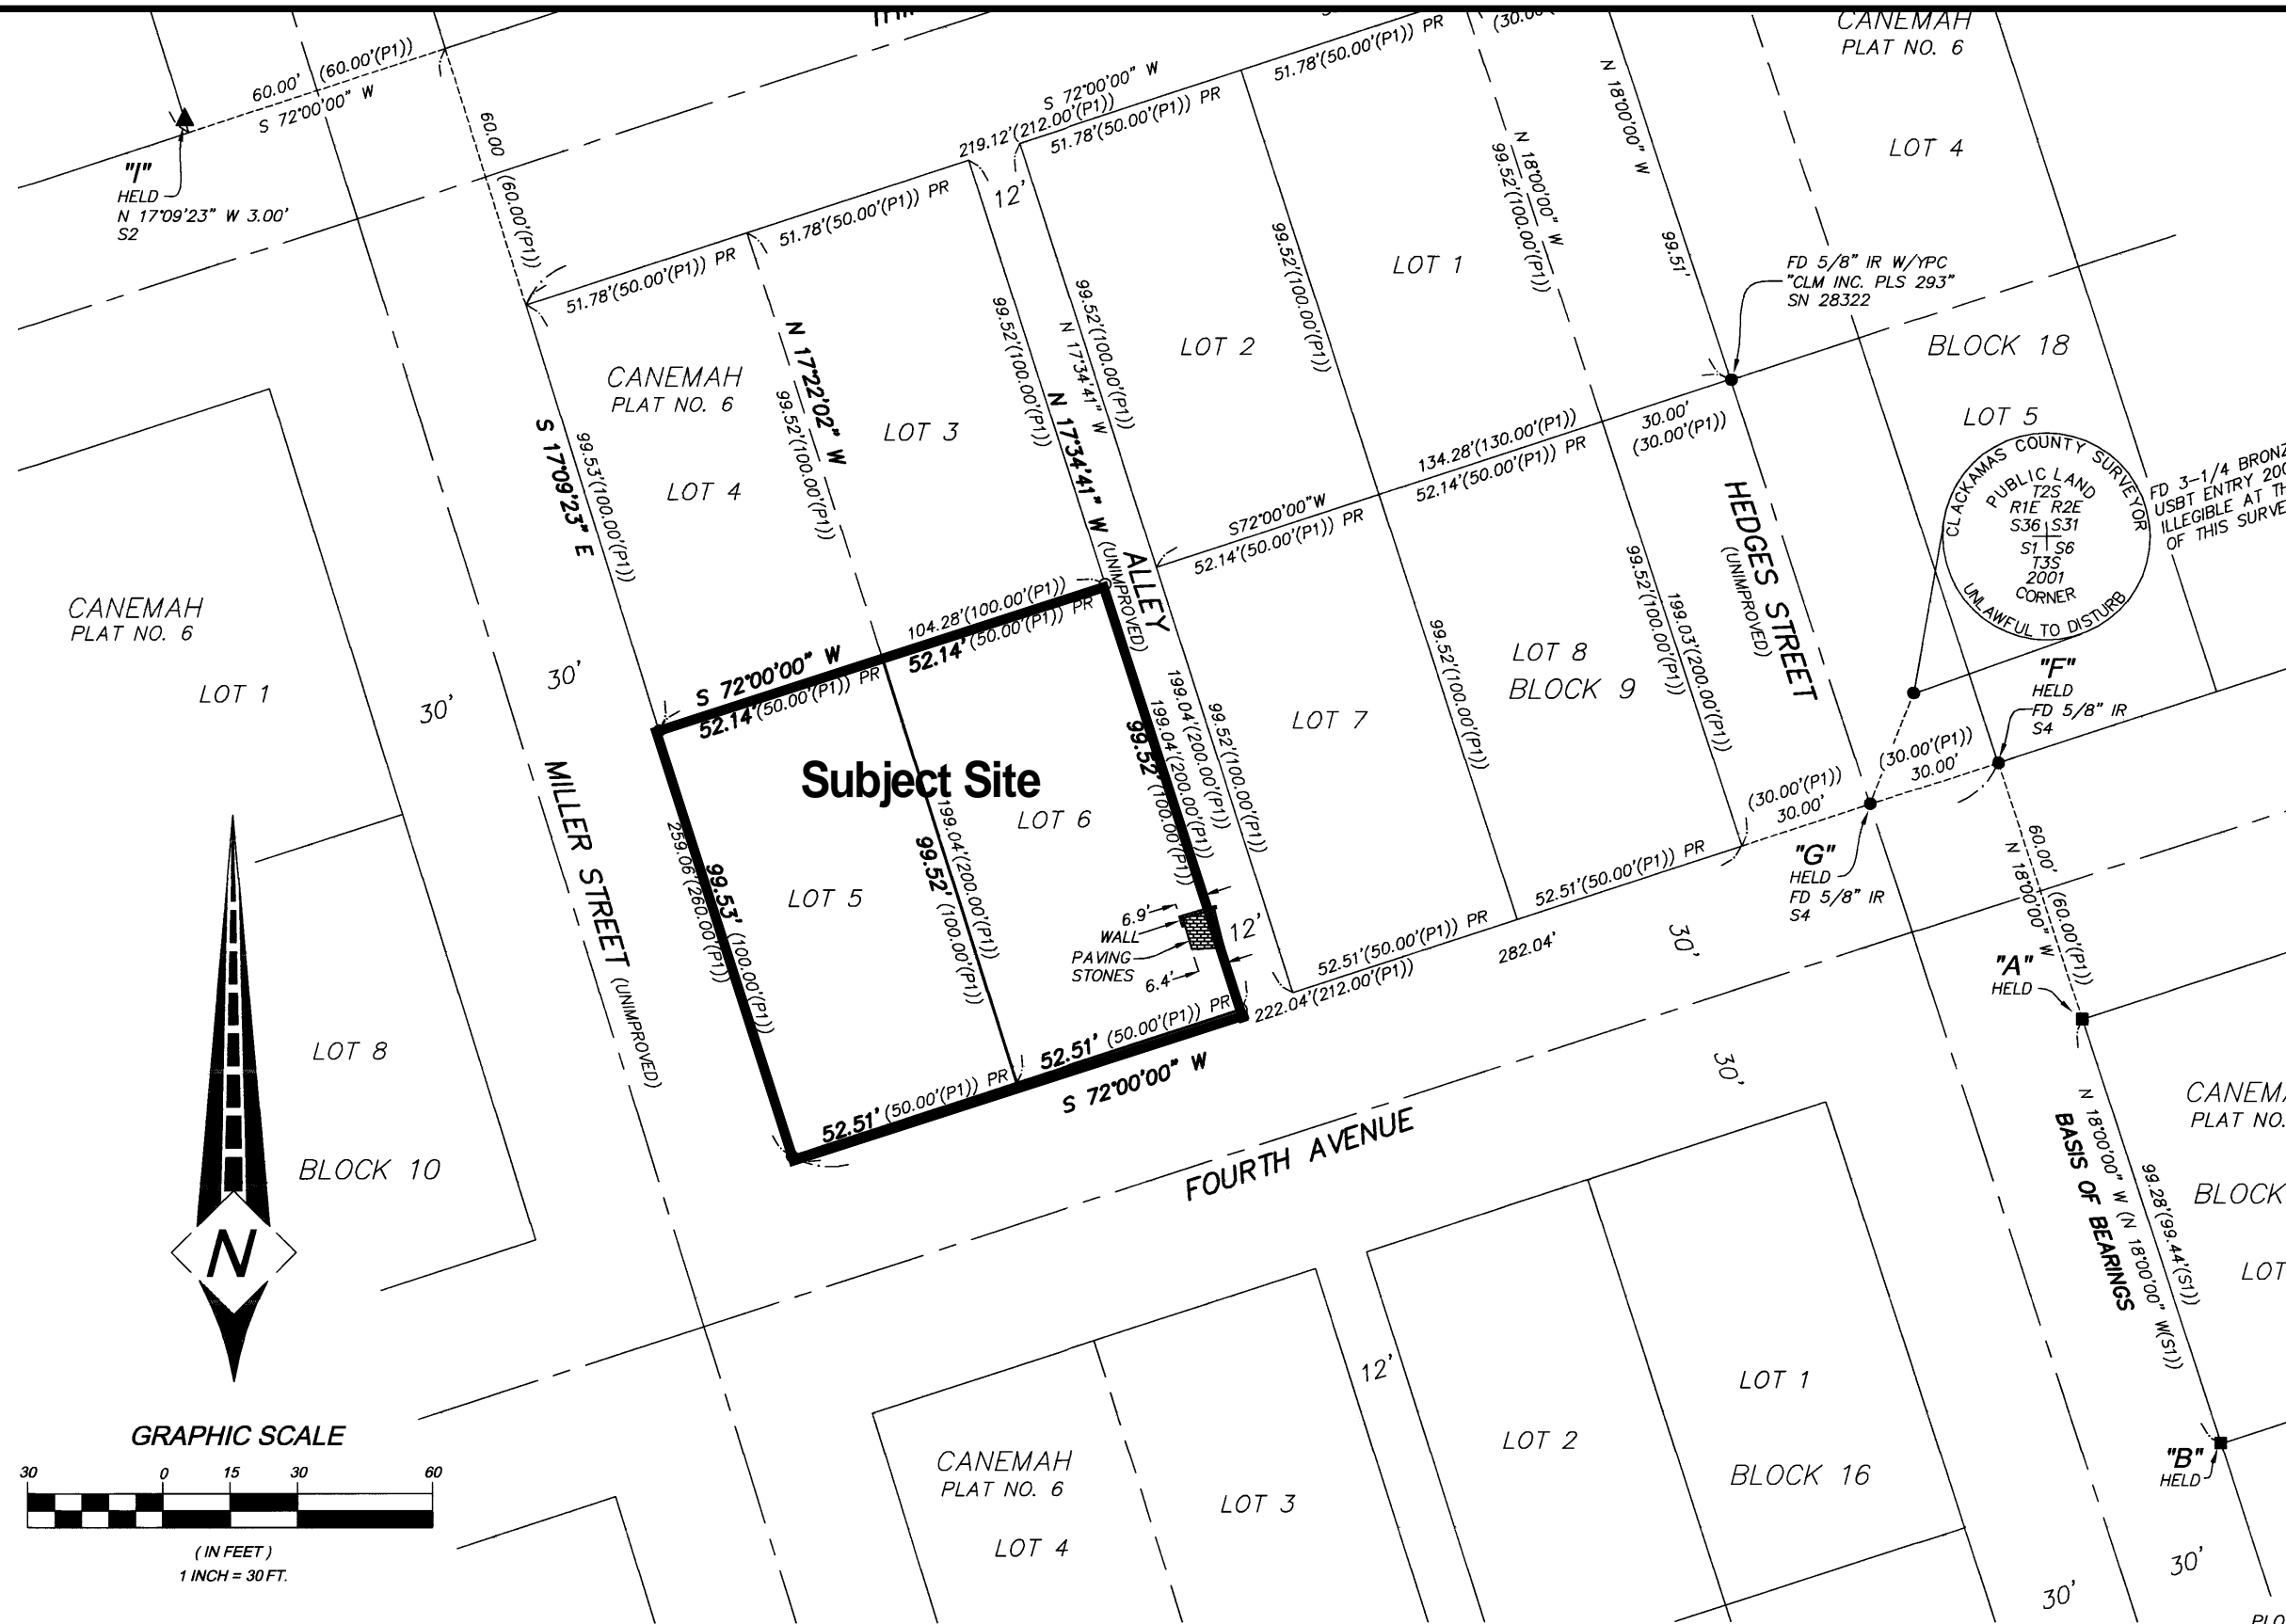 60.00' (60.00'(P1))
S 72°00'00" W
"I"
HELD
N 17°09'23" W 3.00'
S2
60.00 (60.00'(P1))
S 72°00'00" W
219.12'(212.00'(P1))
51.78'(50.00'(P1)) PR
51.78'(50.00'(P1)) PR
51.78'(50.00'(P1)) PR
51.78'(50.00'(P1)) PR
12'
CANEMAH
PLAT NO. 6
LOT 4
N 18°00'00" W
99.51'
N 18°00'00" W
99.52'(100.00'(P1))
99.52'(100.00'(P1))
LOT 1
LOT 2
FD 5/8" IR W/YPC
"CLM INC. PLS 293"
SN 28322
BLOCK 18
LOT 5
CLACKAMAS COUNTY SURVEYOR
PUBLIC LAND
T2S
R1E R2E
S36 S31
S1 S6
T3S
2001
CORNER
UNLAWFUL TO DISTURB
FD 3-1/4
USBT ENTRY
ILLEGIBLE AT
OF THIS
CANEMAH
PLAT NO. 6
LOT 4
LOT 3
N 17°22'02" W
99.52'(100.00'(P1))
S 17°09'23" E
99.53'(100.00'(P1))
99.52'(100.00'(P1))
N 17°34'41" W
99.52'(100.00'(P1))
N 17°34'41" W
(UNIMPROVED)
ALLEY
(UNIMPROVED)
134.28'(130.00'(P1))
52.14'(50.00'(P1)) PR
30.00'
(30.00'(P1))
S72°00'00"W
52.14'(50.00'(P1)) PR
HEDGES STREET
(UNIMPROVED)
99.52'(100.00'(P1))
199.03'(200.00'(P1))
99.52'(100.00'(P1))
LOT 8
BLOCK 9
LOT 7
CANEMAH
PLAT NO. 6
LOT 1
30'
30'
104.28'(100.00'(P1))
52.14'(50.00'(P1)) PR
S 72°00'00" W
52.14'(50.00'(P1)) PR
Subject Site
LOT 6
LOT 5
MILLER STREET (UNIMPROVED)
259.06'(260.00'(P1))
99.53' (100.00'(P1))
199.04'(200.00'(P1))
99.52' (100.00'(P1))
99.52' (100.00'(P1))
199.04'(200.00'(P1))
199.04'(200.00'(P1))
99.52'(100.00'(P1))
6.9'
WALL
PAVING
STONES
6.4'
12'
52.51' (50.00'(P1)) PR
52.51' (50.00'(P1)) PR
S 72°00'00" W
222.04'(212.00'(P1))
52.51'(50.00'(P1)) PR
52.51'(50.00'(P1)) PR
282.04'
(30.00'(P1))
30.00'
(30.00'(P1))
30.00'
"F"
HELD
FD 5/8" IR
S4
"G"
HELD
FD 5/8" IR
S4
60.00' (60.00'(P1))
N 18°00'00" W
"A"
HELD
30'
30'
FOURTH AVENUE
LOT 8
BLOCK 10
N
N 18°00'00" W (N 18°00'00" W(S1))
BASIS OF BEARINGS
99.28'(99.44'(S1))
PLAT NO.
BLOCK
LOT
"B"
HELD
GRAPHIC SCALE
30 0 15 30 60
( IN FEET )
1 INCH = 30 FT.
CANEMAH
PLAT NO. 6
LOT 4
LOT 3
12'
LOT 2
LOT 1
BLOCK 16
30'
30'